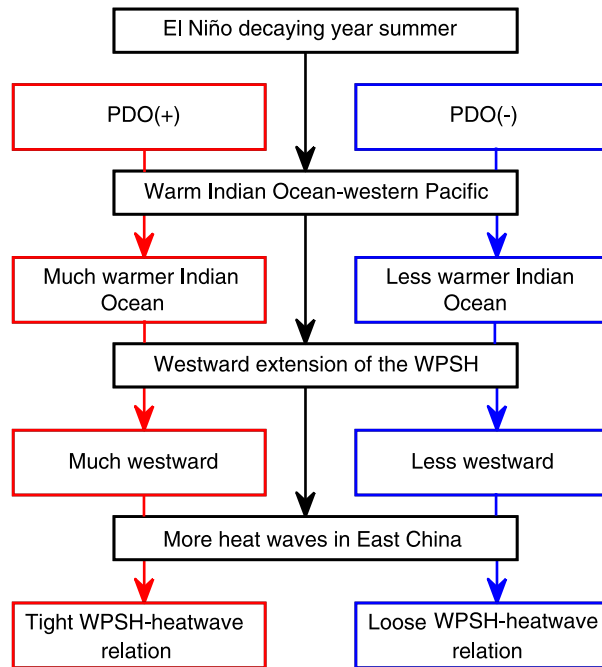 El Niño decaying year summer
PDO(+)
PDO(-)
Warm Indian Ocean-western Pacific
Much warmer Indian
Ocean
Less warmer Indian
Ocean
Westward extension of the WPSH
Much westward
Less westward
More heat waves in East China
Tight WPSH-heatwave
relation
Loose WPSH-heatwave
relation